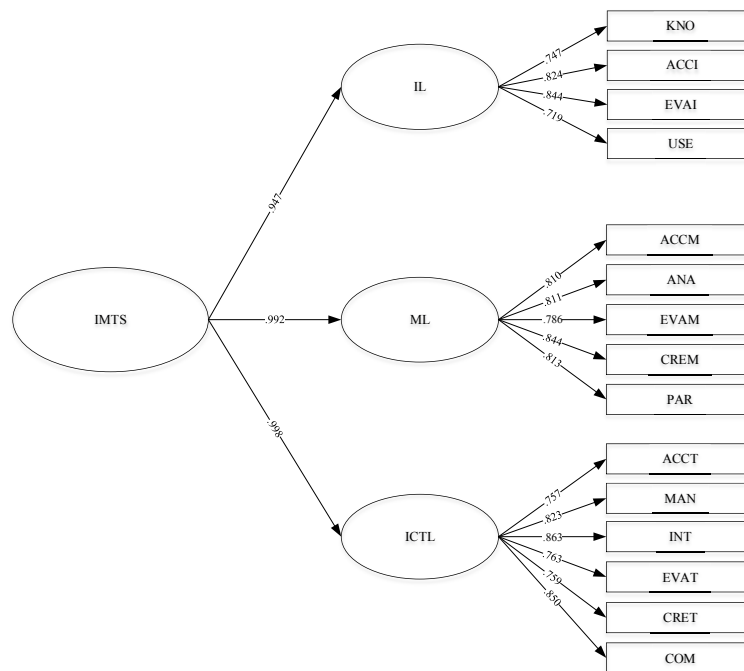 KNO
.747
ACCI
.824
IL
.844
EVAI
.719
USE
.947
ACCM
.810
ANA
.811
IMTS
.992
ML
.786
EVAM
.844
CREM
.813
PAR
.998
ACCT
.757
MAN
.823
ICTL
.863
INT
.763
EVAT
.759
CRET
.850
COM